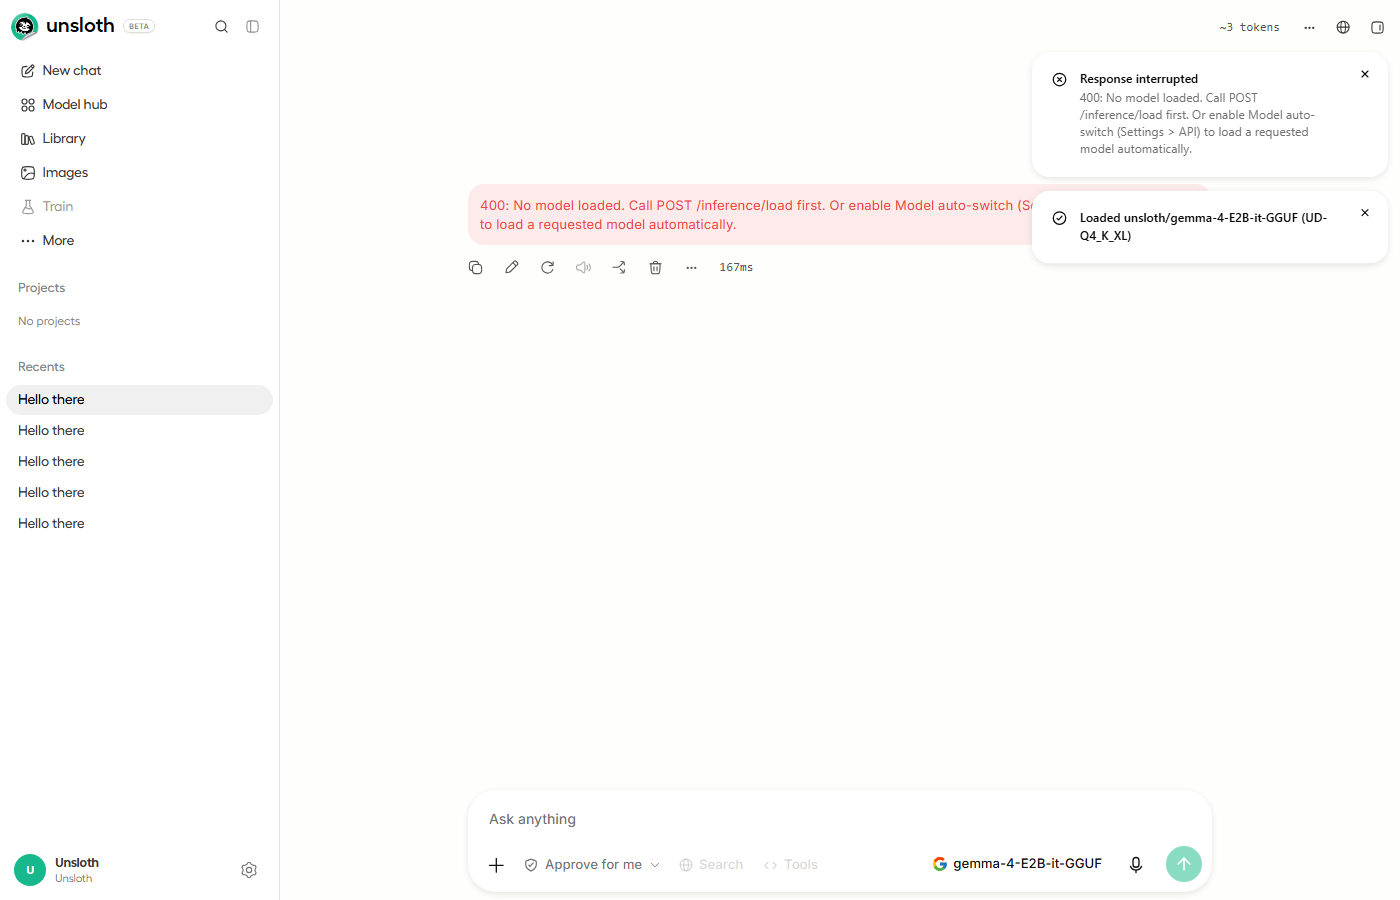 unsloth BETA
New chat
Model hub
Library
Images
Train
More
Projects
No projects
Recents
Hello there
Hello there
Hello there
Hello there
Hello there
U
Unsloth
Unsloth
~3 tokens
Response interrupted
400: No model loaded. Call POST
/inference/load first. Or enable Model auto-
switch (Settings > API) to load a requested
model automatically.
Loaded unsloth/gemma-4-E2B-it-GGUF (UD-
Q4_K_XL)
400: No model loaded. Call POST /inference/load first. Or enable Model auto-switch
to load a requested model automatically.
167ms
Ask anything
Approve for me
Search
Tools
gemma-4-E2B-it-GGUF